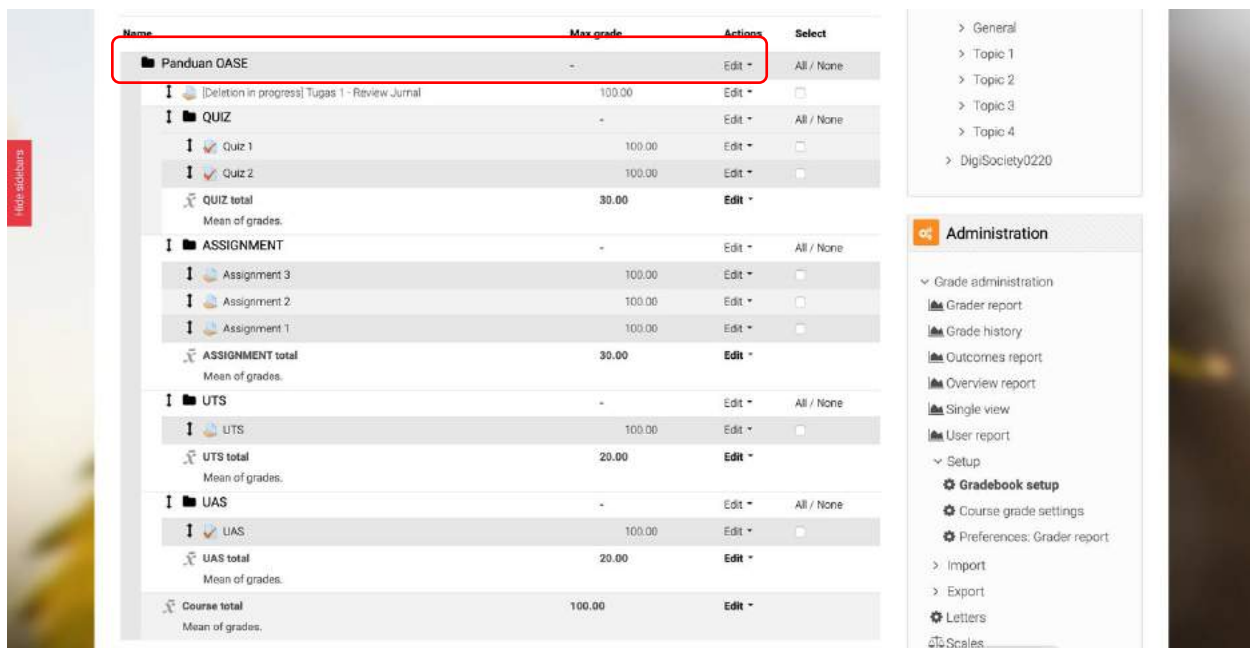 Name Max grade Actions Select
Panduan OASE - Edit All / None
[Deletion in progress] Tugas 1 - Review Jurnal 100.00 Edit
QUIZ - Edit All / None
Quiz 1 100.00 Edit
Quiz 2 100.00 Edit
QUIZ total 30.00 Edit
Mean of grades.
ASSIGNMENT - Edit All / None
Assignment 3 100.00 Edit
Assignment 2 100.00 Edit
Assignment 1 100.00 Edit
ASSIGNMENT total 30.00 Edit
Mean of grades.
UTS - Edit All / None
UTS 100.00 Edit
UTS total 20.00 Edit
Mean of grades.
UAS - Edit All / None
UAS 100.00 Edit
UAS total 20.00 Edit
Mean of grades.
Course total 100.00 Edit
Mean of grades.
Hide sidebars
General
Topic 1
Topic 2
Topic 3
Topic 4
DigiSociety0220
Administration
Grade administration
Grader report
Grade history
Outcomes report
Overview report
Single view
User report
Setup
Gradebook setup
Course grade settings
Preferences: Grader report
Import
Export
Letters
Scales